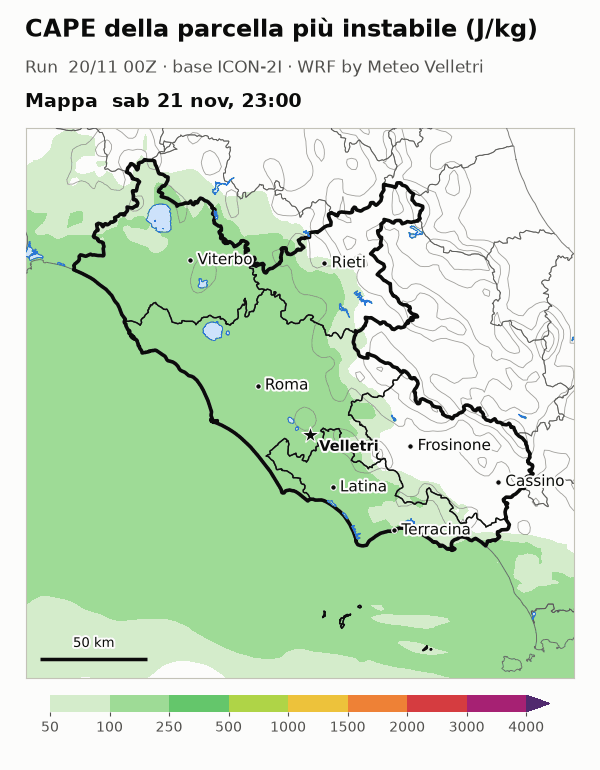 CAPE della parcella più instabile (J/kg)
Run  20/11 00Z · base ICON-2I · WRF by Meteo Velletri
Mappa  sab 21 nov, 23:00
Viterbo
Rieti
Roma
Velletri
Frosinone
Latina
Cassino
Terracina
50 km
50 100 250 500 1000 1500 2000 3000 4000